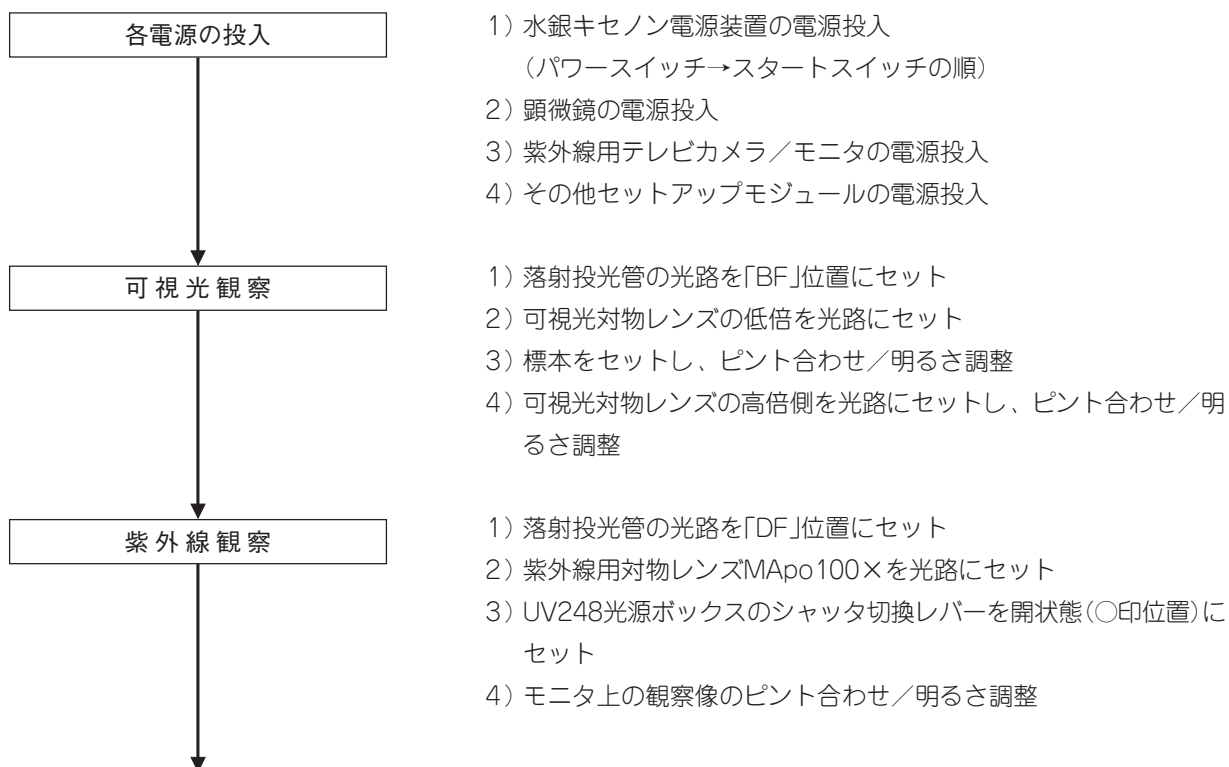 各電源の投入
1）水銀キセノン電源装置の電源投入
（パワースイッチ→スタートスイッチの順）
2）顕微鏡の電源投入
3）紫外線用テレビカメラ／モニタの電源投入
4）その他セットアップモジュールの電源投入
可視光観察
1）落射投光管の光路を「BF」位置にセット
2）可視光対物レンズの低倍を光路にセット
3）標本をセットし、ピント合わせ／明るさ調整
4）可視光対物レンズの高倍側を光路にセットし、ピント合わせ／明
るさ調整
紫外線観察
1）落射投光管の光路を「DF」位置にセット
2）紫外線用対物レンズMApo100×を光路にセット
3）UV248光源ボックスのシャッタ切換レバーを開状態（○印位置）に
セット
4）モニタ上の観察像のピント合わせ／明るさ調整